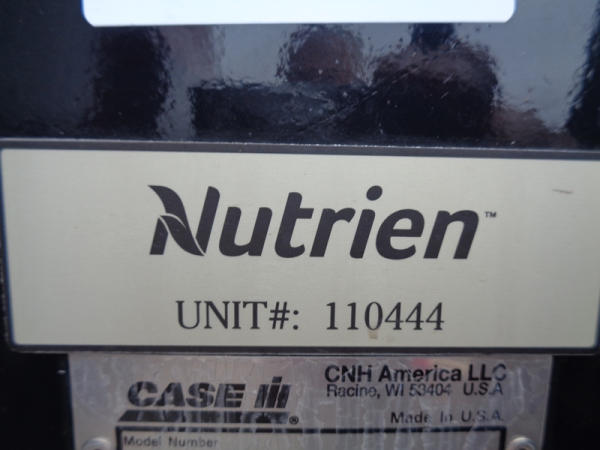 Nutrien™
UNIT#: 110444
CASE IH®
CNH America LLC
Racine, WI 53404 U.S.A
Made In U.S.A.
Model Number